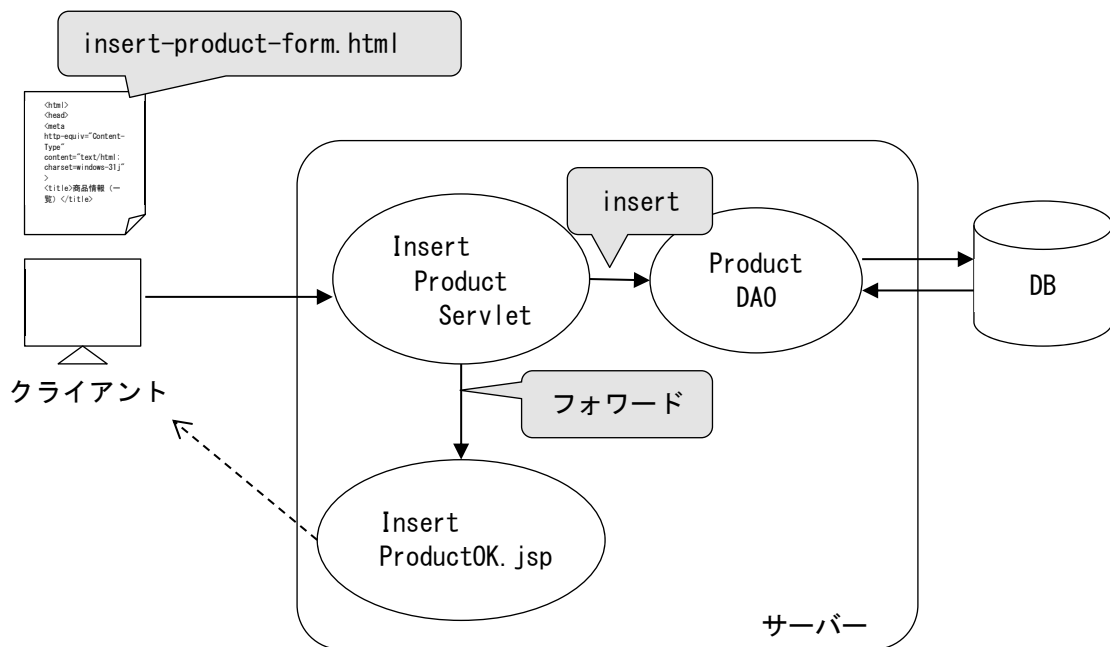 insert-product-form.html
<html>
<head>
<meta
http-equiv="Content-
Type"
content="text/html;
charset=windows-31j"
>
<title>商品情報（一
覧）</title>
insert
Insert
Product
Servlet
Product
DAO
DB
クライアント
フォワード
Insert
ProductOK.jsp
サーバー